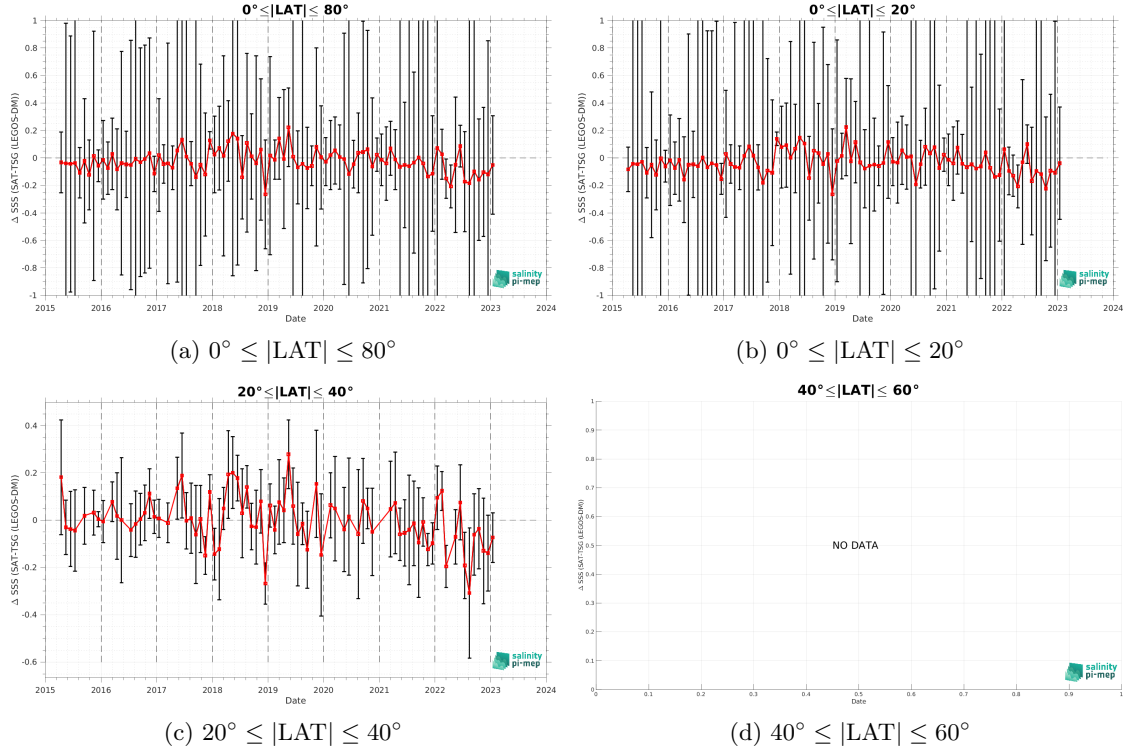 0°≤|LAT|≤ 80°
1
0.8
0.6
0.4
0.2
0
-0.2
-0.4
-0.6
-0.8
-1
Δ SSS (SAT-TSG (LEGOS-DM))
2015 2016 2017 2018 2019 2020 2021 2022 2023 2024
Date
salinity
pi-mep
(a) 0° ≤ |LAT| ≤ 80°
0°≤|LAT|≤ 20°
1
0.8
0.6
0.4
0.2
0
-0.2
-0.4
-0.6
-0.8
-1
Δ SSS (SAT-TSG (LEGOS-DM))
2015 2016 2017 2018 2019 2020 2021 2022 2023 2024
Date
salinity
pi-mep
(b) 0° ≤ |LAT| ≤ 20°
20°≤|LAT|≤ 40°
0.4
0.2
0
-0.2
-0.4
-0.6
Δ SSS (SAT-TSG (LEGOS-DM))
2015 2016 2017 2018 2019 2020 2021 2022 2023 2024
Date
salinity
pi-mep
(c) 20° ≤ |LAT| ≤ 40°
40°≤|LAT|≤ 60°
1
0.9
0.8
0.7
0.6
0.5
0.4
0.3
0.2
0.1
0
Δ SSS (SAT-TSG (LEGOS-DM))
NO DATA
0 0.1 0.2 0.3 0.4 0.5 0.6 0.7 0.8 0.9 1
Date
salinity
pi-mep
(d) 40° ≤ |LAT| ≤ 60°